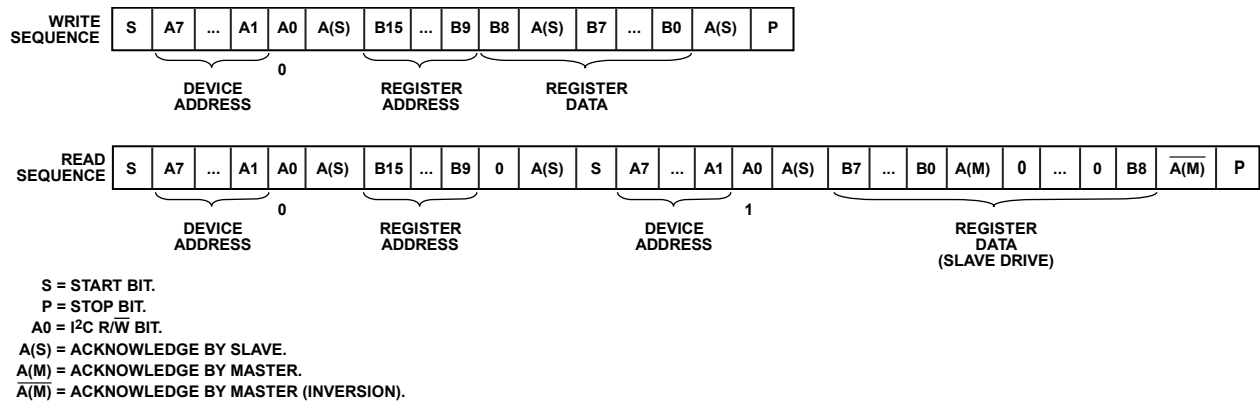 WRITE SEQUENCE S A7 ... A1 A0 A(S) B15 ... B9 B8 A(S) B7 ... B0 A(S) P
0
DEVICE ADDRESS REGISTER ADDRESS REGISTER DATA
READ SEQUENCE S A7 ... A1 A0 A(S) B15 ... B9 0 A(S) S A7 ... A1 A0 A(S) B7 ... B0 A(M) 0 ... 0 B8 A̅(̅M̅)̅ P
0 1
DEVICE ADDRESS REGISTER ADDRESS DEVICE ADDRESS REGISTER DATA (SLAVE DRIVE)
S = START BIT.
P = STOP BIT.
A0 = I²C R/W̅ BIT.
A(S) = ACKNOWLEDGE BY SLAVE.
A(M) = ACKNOWLEDGE BY MASTER.
A̅(̅M̅)̅ = ACKNOWLEDGE BY MASTER (INVERSION).